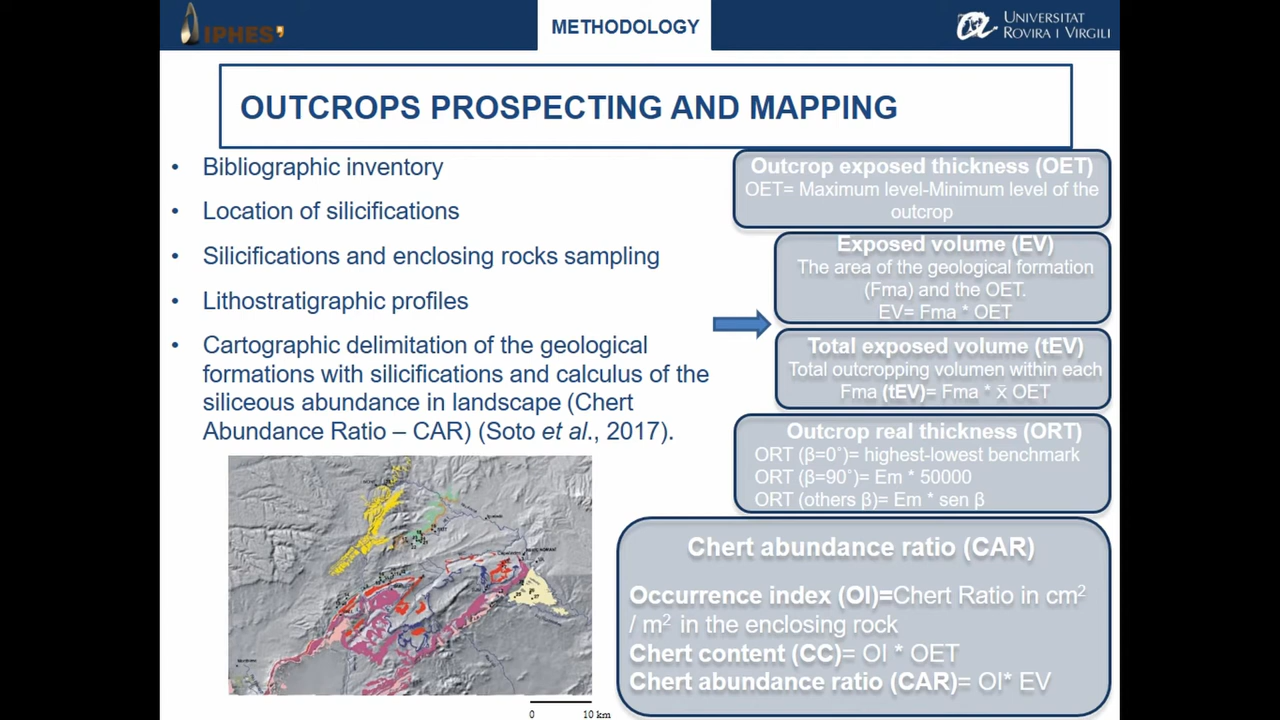 IPHES
METHODOLOGY
UNIVERSITAT
ROVIRA I VIRGILI
OUTCROPS PROSPECTING AND MAPPING
• Bibliographic inventory
• Location of silicifications
• Silicifications and enclosing rocks sampling
• Lithostratigraphic profiles
• Cartographic delimitation of the geological
formations with silicifications and calculus of the
siliceous abundance in landscape (Chert
Abundance Ratio – CAR) (Soto et al., 2017).
Outcrop exposed thickness (OET)
OET= Maximum level-Minimum level of the
outcrop
Exposed volume (EV)
The area of the geological formation
(Fma) and the OET.
EV= Fma * OET
Total exposed volume (tEV)
Total outcropping volumen within each
Fma (tEV)= Fma * x̄ OET
Outcrop real thickness (ORT)
ORT (β=0˚)= highest-lowest benchmark
ORT (β=90˚)= Em * 50000
ORT (others β)= Em * sen β
Chert abundance ratio (CAR)
Occurrence index (OI)=Chert Ratio in cm²
/ m² in the enclosing rock
Chert content (CC)= OI * OET
Chert abundance ratio (CAR)= OI* EV
0 10 km